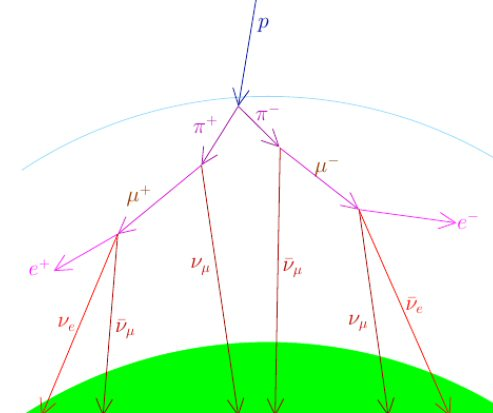 p
π⁺ π⁻
μ⁺ μ⁻
e⁻
e⁺ ν_μ ν̄_μ
ν_e ν̄_μ ν_μ ν̄_e